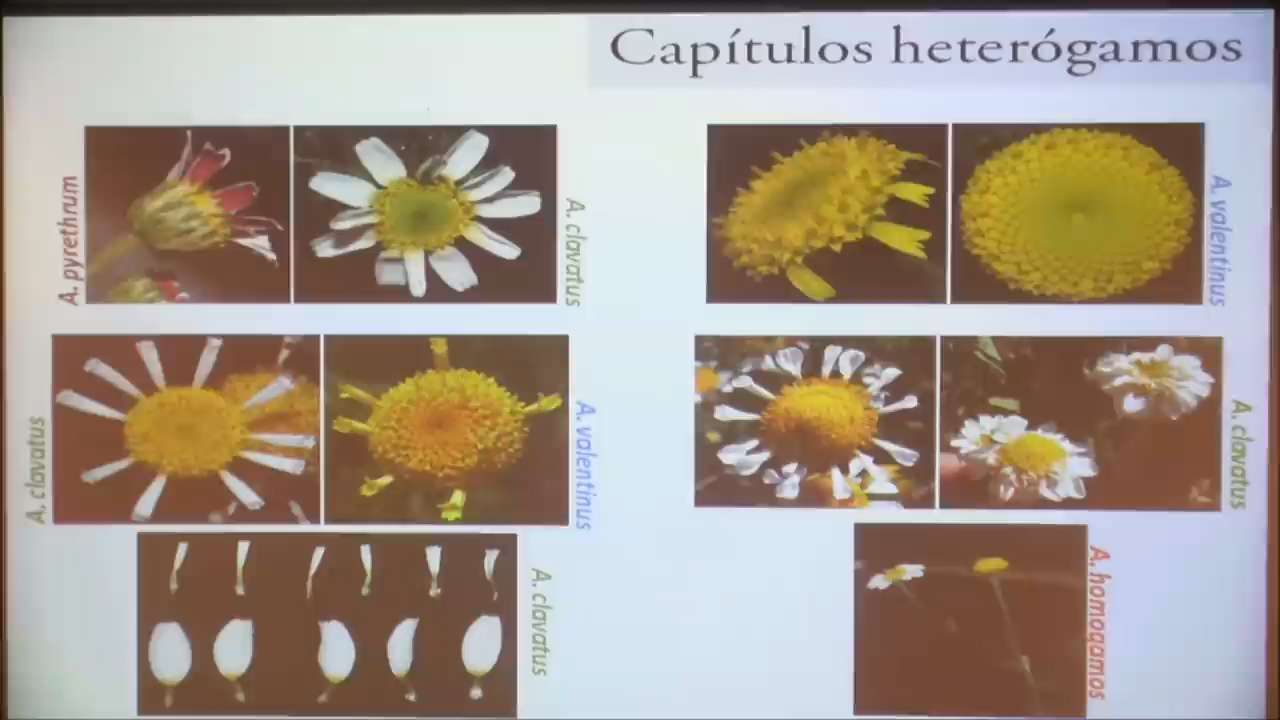 Capítulos heterógamos
A. pyrethrum
A. clavatus
A. valentinus
A. clavatus
A. valentinus
A. clavatus
A. clavatus
A. homogamos